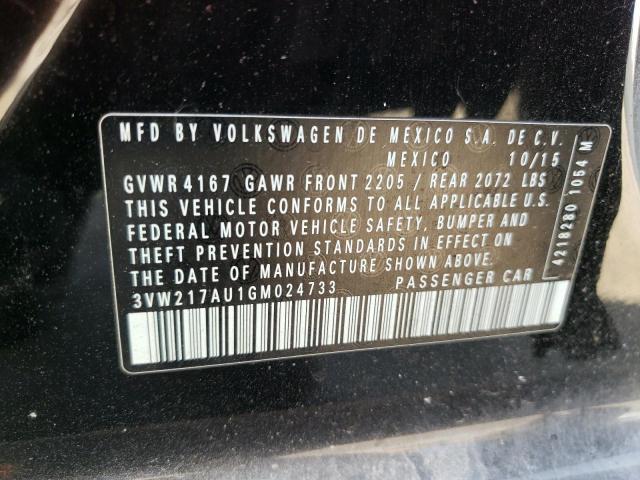 MFD BY VOLKSWAGEN DE MEXICO S.A. DE C.V.
MEXICO 10/15
GVWR 4167 GAWR FRONT 2205 / REAR 2072 LBS
THIS VEHICLE CONFORMS TO ALL APPLICABLE U.S.
FEDERAL MOTOR VEHICLE SAFETY, BUMPER AND
THEFT PREVENTION STANDARDS IN EFFECT ON
THE DATE OF MANUFACTURE SHOWN ABOVE.
3VW217AU1GM024733 PASSENGER CAR
4218280 1054 M